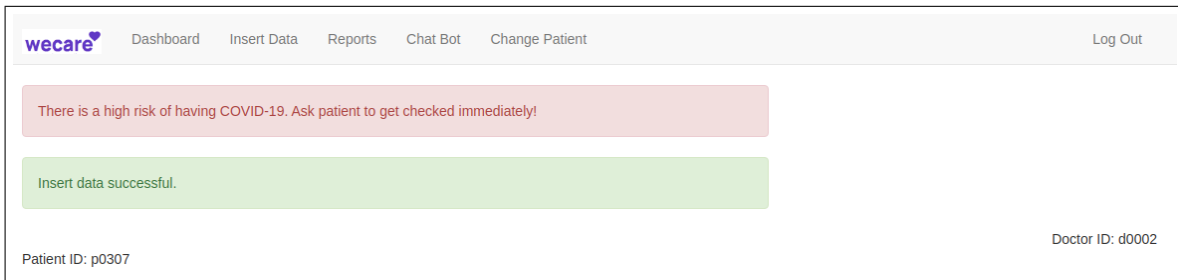 wecare Dashboard Insert Data Reports Chat Bot Change Patient Log Out
There is a high risk of having COVID-19. Ask patient to get checked immediately!
Insert data successful.
Doctor ID: d0002
Patient ID: p0307